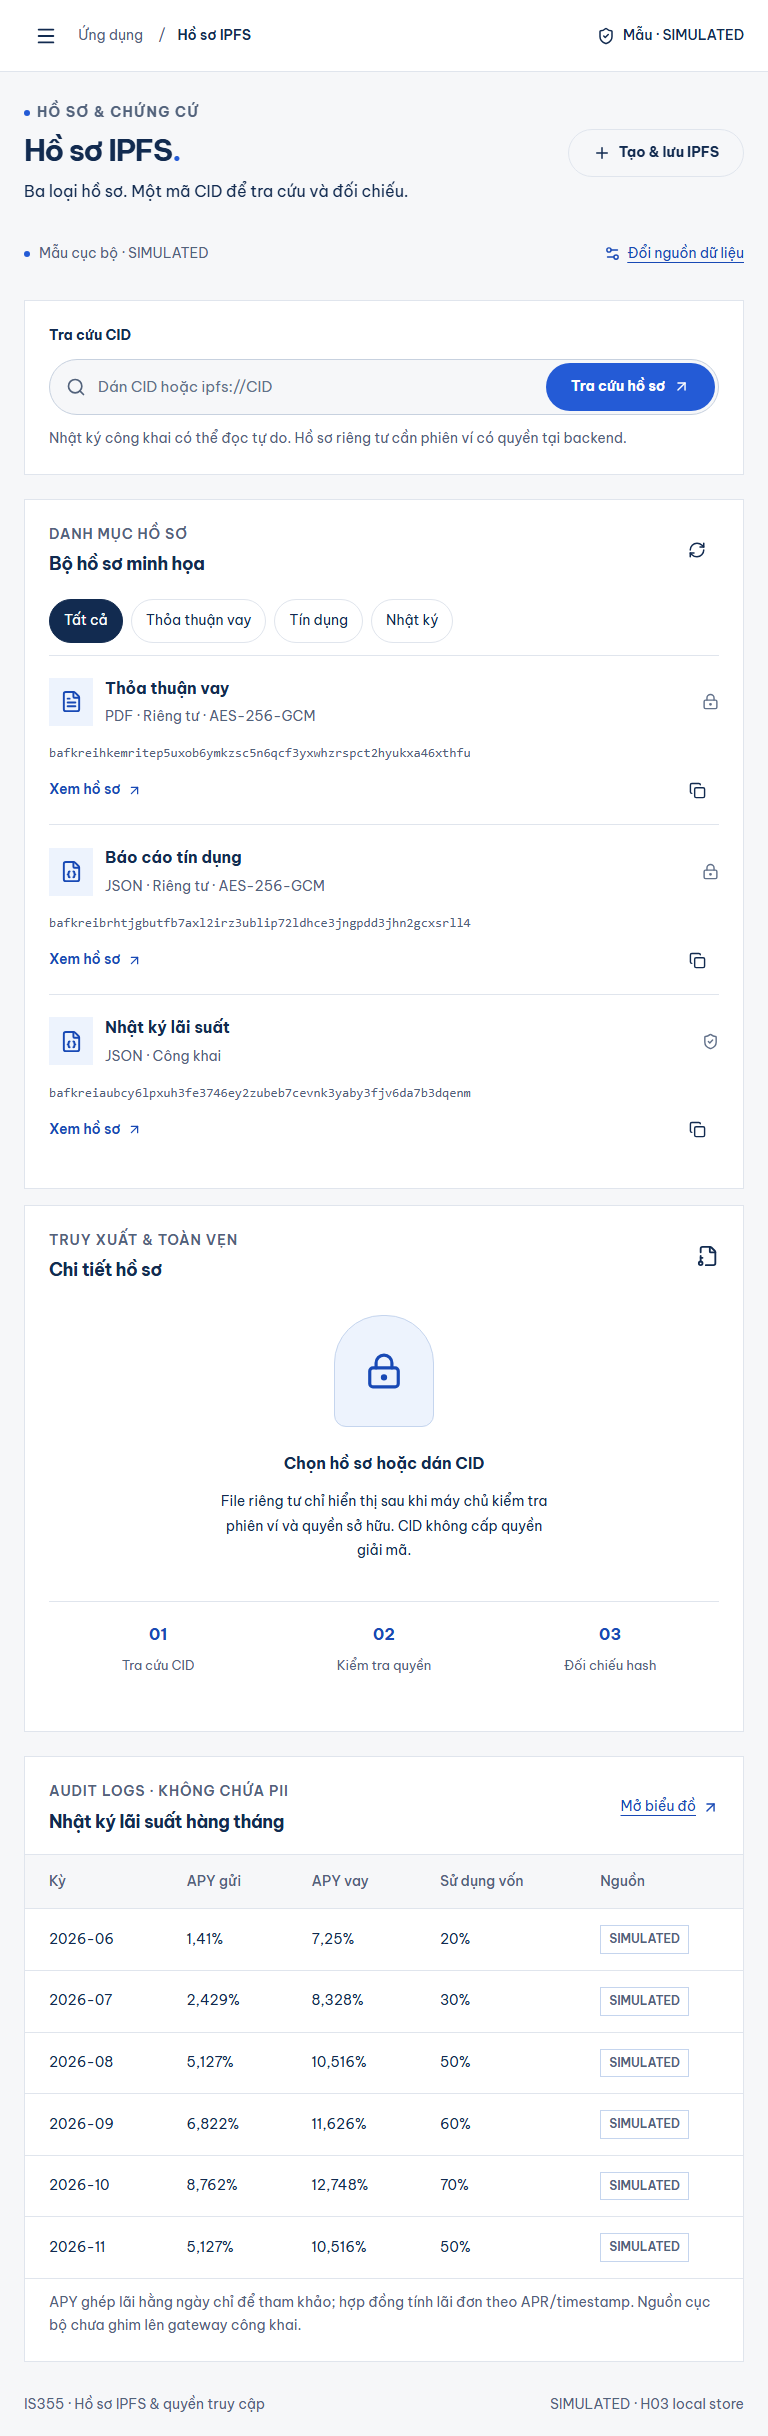 Ứng dụng / Hồ sơ IPFS
Mẫu · SIMULATED
HỒ SƠ & CHỨNG CỨ
Hồ sơ IPFS.
Tạo & lưu IPFS
Ba loại hồ sơ. Một mã CID để tra cứu và đối chiếu.
Mẫu cục bộ · SIMULATED
Đổi nguồn dữ liệu
Tra cứu CID
Dán CID hoặc ipfs://CID
Tra cứu hồ sơ
Nhật ký công khai có thể đọc tự do. Hồ sơ riêng tư cần phiên ví có quyền tại backend.
DANH MỤC HỒ SƠ
Bộ hồ sơ minh họa
Tất cả
Thỏa thuận vay
Tín dụng
Nhật ký
Thỏa thuận vay
PDF · Riêng tư · AES-256-GCM
bafkreihkemritep5uxob6ymkzsc5n6qcf3yxwhzrspct2hyukxa46xthfu
Xem hồ sơ
Báo cáo tín dụng
JSON · Riêng tư · AES-256-GCM
bafkreibrhtjgbutfb7axl2irz3ublip72ldhce3jngpdd3jhn2gcxsrll4
Xem hồ sơ
Nhật ký lãi suất
JSON · Công khai
bafkreiaubcy6lpxuh3fe3746ey2zubeb7cevnk3yaby3fjv6da7b3dqenm
Xem hồ sơ
TRUY XUẤT & TOÀN VẸN
Chi tiết hồ sơ
Chọn hồ sơ hoặc dán CID
File riêng tư chỉ hiển thị sau khi máy chủ kiểm tra
phiên ví và quyền sở hữu. CID không cấp quyền
giải mã.
01 02 03
Tra cứu CID Kiểm tra quyền Đối chiếu hash
AUDIT LOGS · KHÔNG CHỨA PII
Nhật ký lãi suất hàng tháng
Mở biểu đồ
Kỳ APY gửi APY vay Sử dụng vốn Nguồn
2026-06 1,41% 7,25% 20% SIMULATED
2026-07 2,429% 8,328% 30% SIMULATED
2026-08 5,127% 10,516% 50% SIMULATED
2026-09 6,822% 11,626% 60% SIMULATED
2026-10 8,762% 12,748% 70% SIMULATED
2026-11 5,127% 10,516% 50% SIMULATED
APY ghép lãi hằng ngày chỉ để tham khảo; hợp đồng tính lãi đơn theo APR/timestamp. Nguồn cục
bộ chưa ghim lên gateway công khai.
IS355 · Hồ sơ IPFS & quyền truy cập
SIMULATED · H03 local store